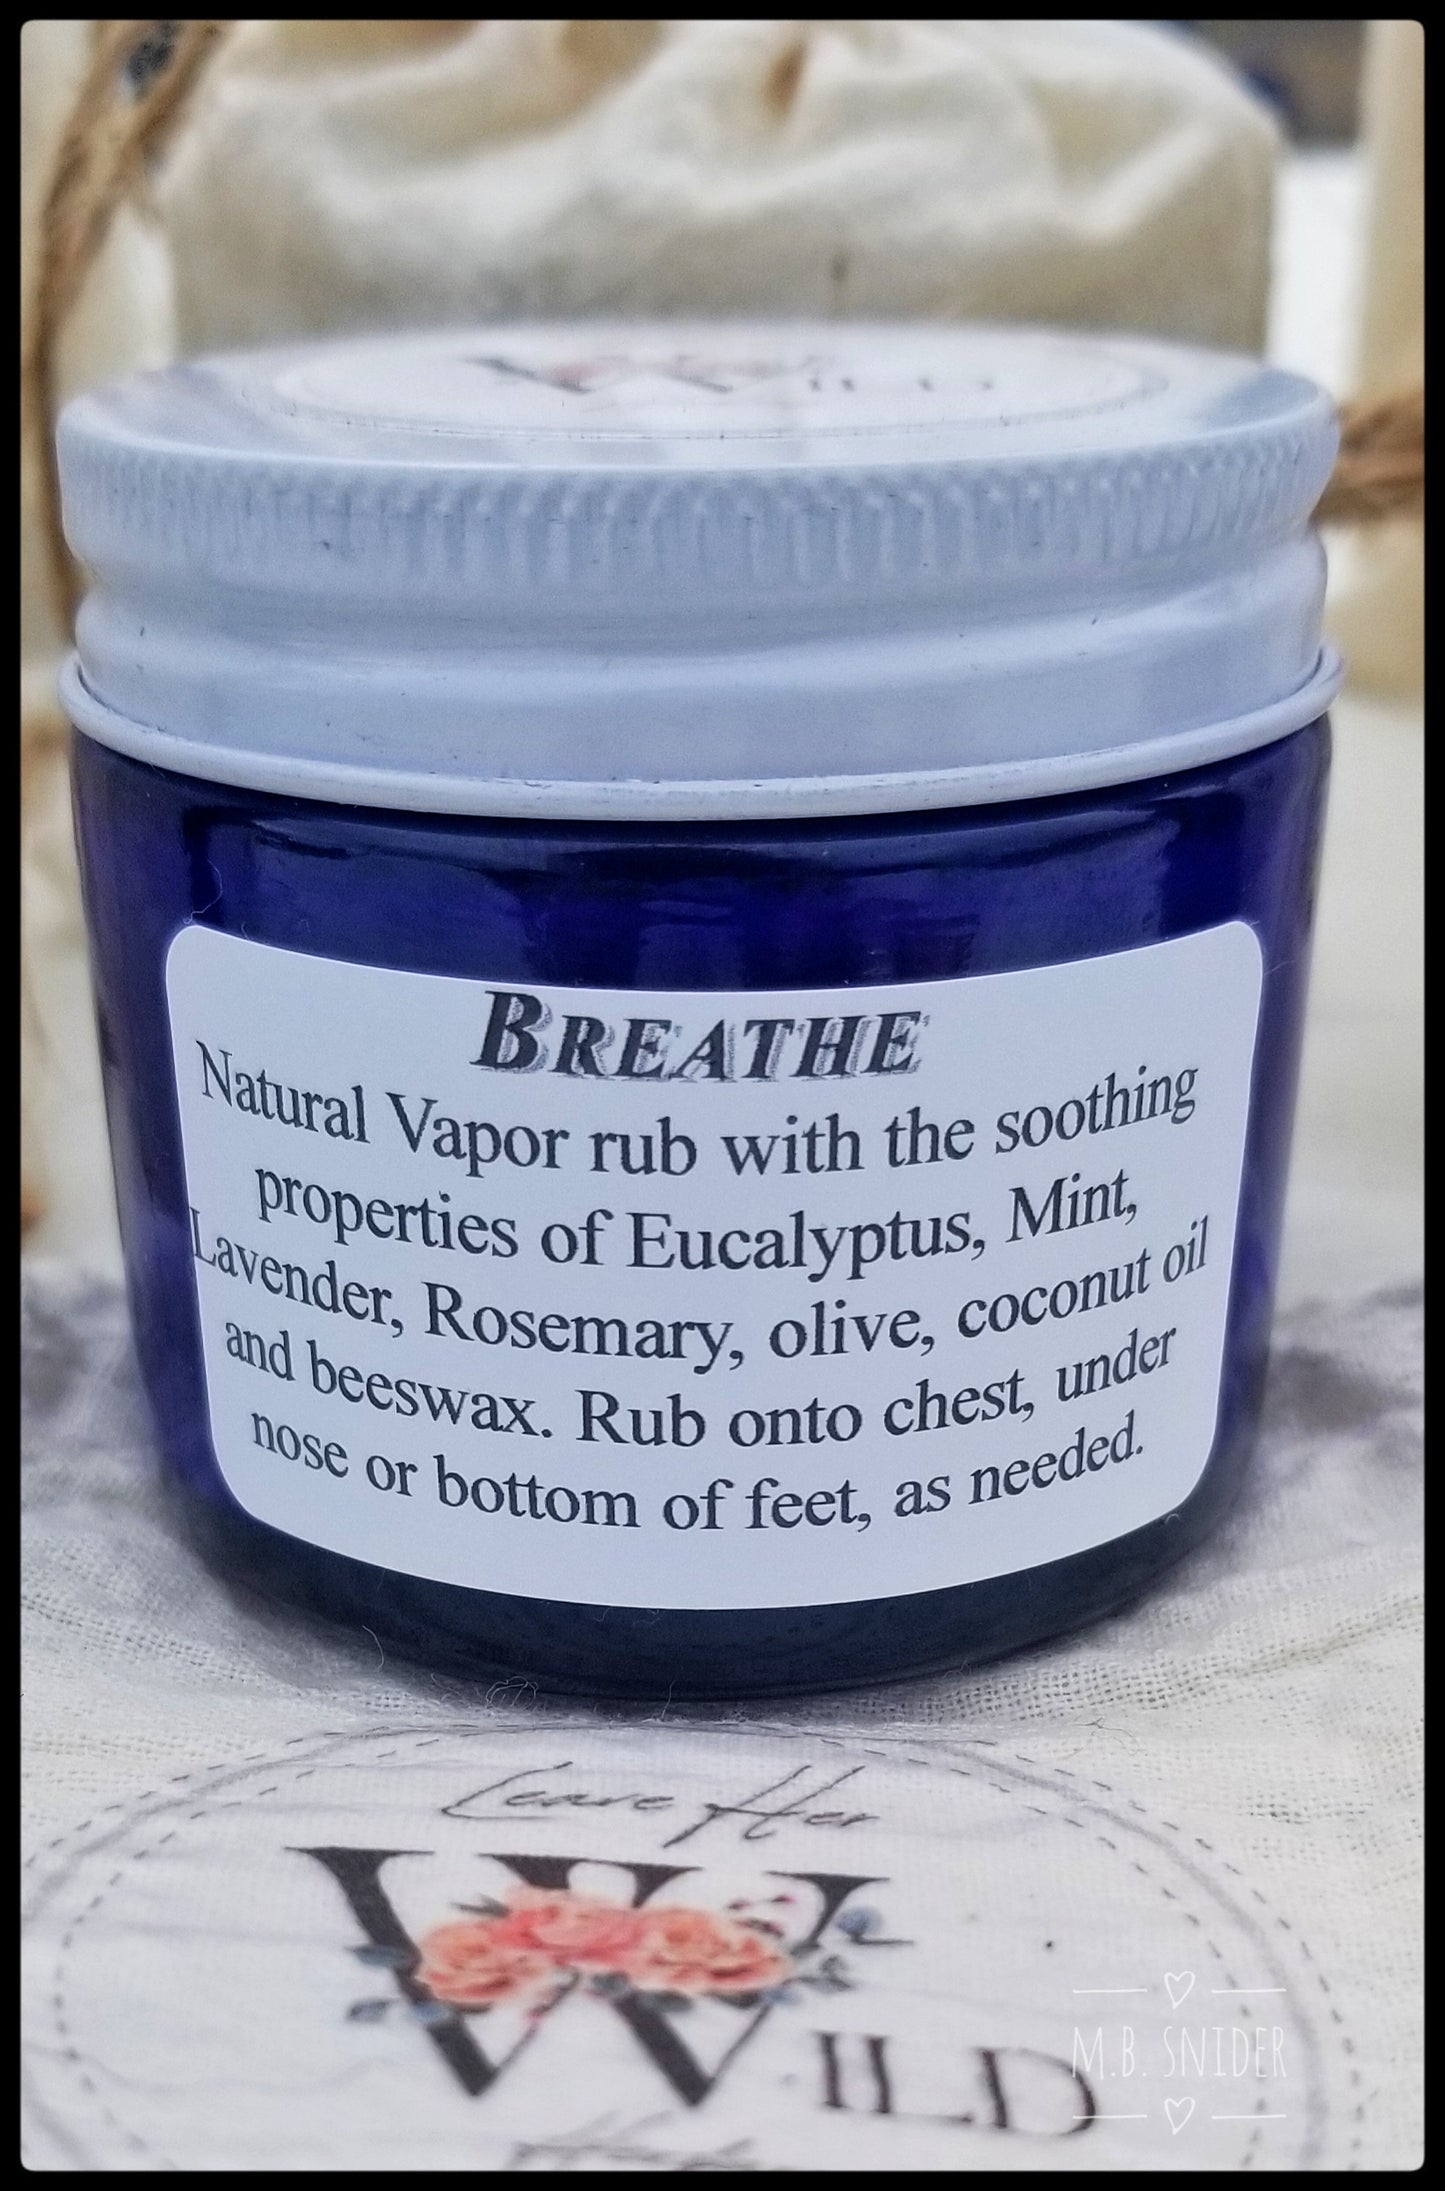 WILD
BREATHE
Natural Vapor rub with the soothing
properties of Eucalyptus, Mint,
Lavender, Rosemary, olive, coconut oil
and beeswax. Rub onto chest, under
nose or bottom of feet, as needed.
Leave Her
WILD
M.B. SNIDER